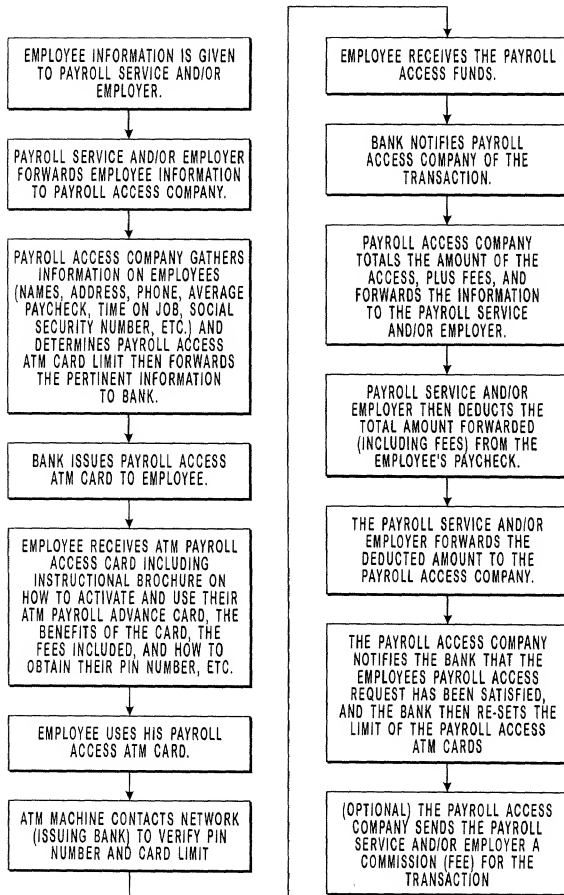 EMPLOYEE INFORMATION IS GIVEN
TO PAYROLL SERVICE AND/OR
EMPLOYER.
PAYROLL SERVICE AND/OR EMPLOYER
FORWARDS EMPLOYEE INFORMATION
TO PAYROLL ACCESS COMPANY.
PAYROLL ACCESS COMPANY GATHERS
INFORMATION ON EMPLOYEES
(NAMES, ADDRESS, PHONE, AVERAGE
PAYCHECK, TIME ON JOB, SOCIAL
SECURITY NUMBER, ETC.) AND
DETERMINES PAYROLL ACCESS
ATM CARD LIMIT THEN FORWARDS
THE PERTINENT INFORMATION
TO BANK.
BANK ISSUES PAYROLL ACCESS
ATM CARD TO EMPLOYEE.
EMPLOYEE RECEIVES ATM PAYROLL
ACCESS CARD INCLUDING
INSTRUCTIONAL BROCHURE ON
HOW TO ACTIVATE AND USE THEIR
ATM PAYROLL ADVANCE CARD, THE
BENEFITS OF THE CARD, THE
FEES INCLUDED, AND HOW TO
OBTAIN THEIR PIN NUMBER, ETC.
EMPLOYEE USES HIS PAYROLL
ACCESS ATM CARD.
ATM MACHINE CONTACTS NETWORK
(ISSUING BANK) TO VERIFY PIN
NUMBER AND CARD LIMIT
EMPLOYEE RECEIVES THE PAYROLL
ACCESS FUNDS.
BANK NOTIFIES PAYROLL
ACCESS COMPANY OF THE
TRANSACTION.
PAYROLL ACCESS COMPANY
TOTALS THE AMOUNT OF THE
ACCESS, PLUS FEES, AND
FORWARDS THE INFORMATION
TO THE PAYROLL SERVICE
AND/OR EMPLOYER.
PAYROLL SERVICE AND/OR
EMPLOYER THEN DEDUCTS THE
TOTAL AMOUNT FORWARDED
(INCLUDING FEES) FROM THE
EMPLOYEE'S PAYCHECK.
THE PAYROLL SERVICE AND/OR
EMPLOYER FORWARDS THE
DEDUCTED AMOUNT TO THE
PAYROLL ACCESS COMPANY.
THE PAYROLL ACCESS COMPANY
NOTIFIES THE BANK THAT THE
EMPLOYEES PAYROLL ACCESS
REQUEST HAS BEEN SATISFIED,
AND THE BANK THEN RE-SETS THE
LIMIT OF THE PAYROLL ACCESS
ATM CARDS
(OPTIONAL) THE PAYROLL ACCESS
COMPANY SENDS THE PAYROLL
SERVICE AND/OR EMPLOYER A
COMMISSION (FEE) FOR THE
TRANSACTION